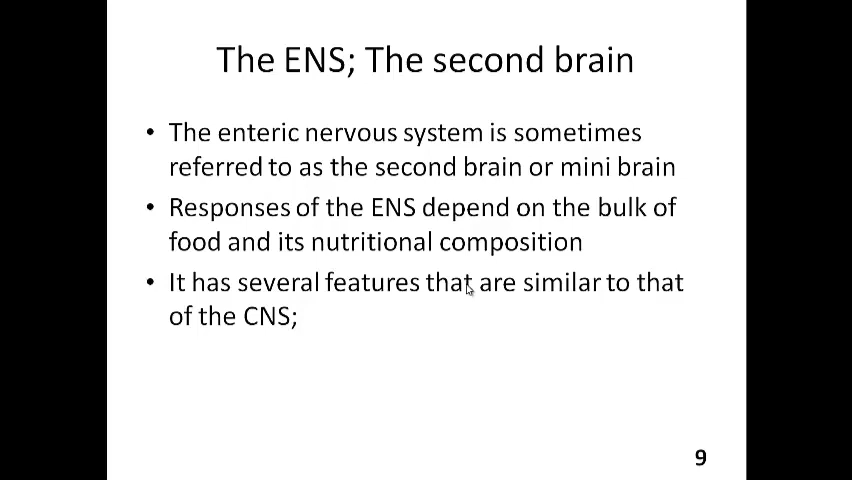 The ENS; The second brain
• The enteric nervous system is sometimes
referred to as the second brain or mini brain
• Responses of the ENS depend on the bulk of
food and its nutritional composition
• It has several features that are similar to that
of the CNS;
9